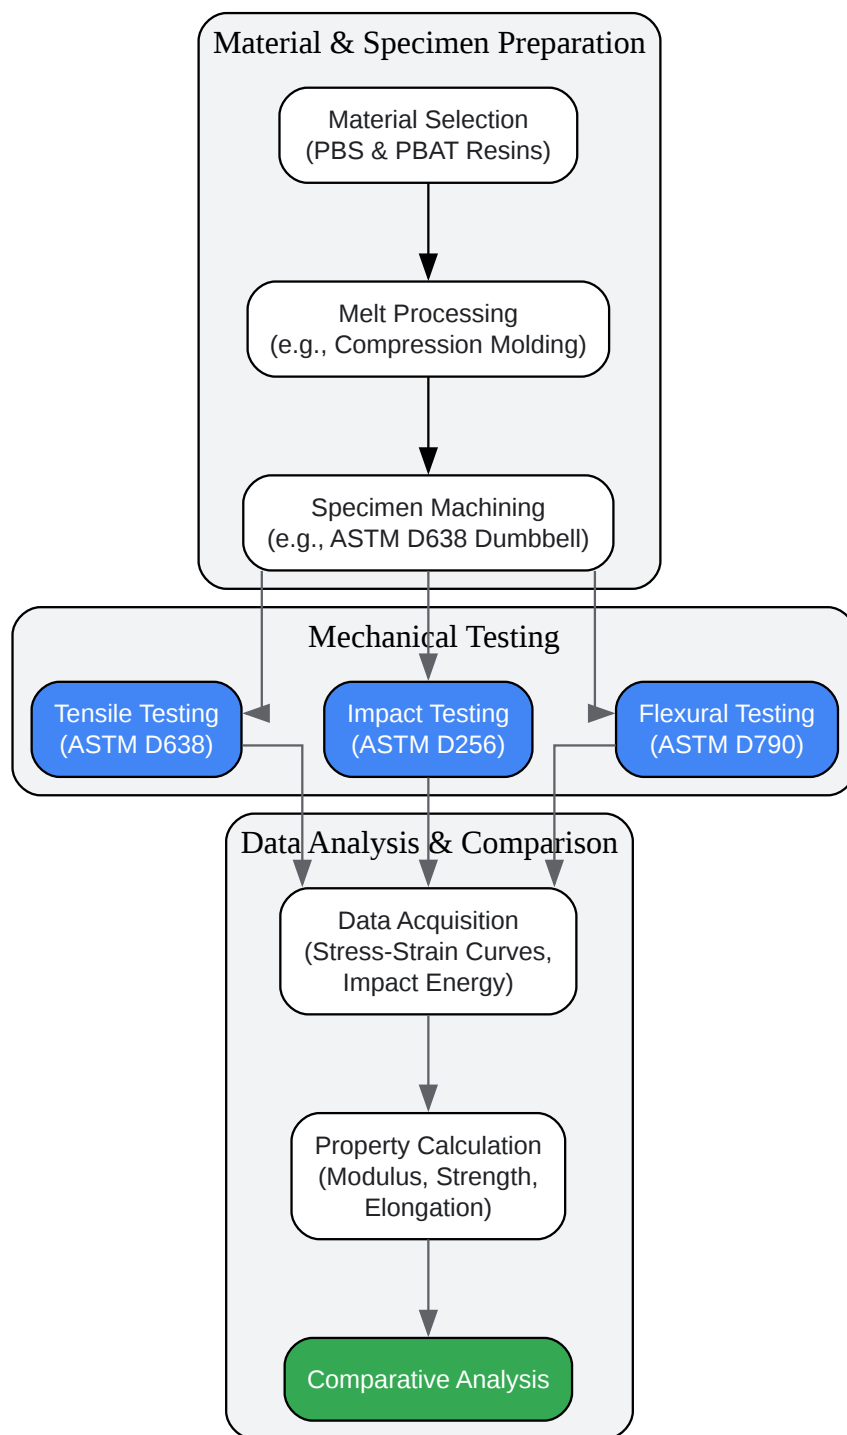 Material & Specimen Preparation
Material Selection
(PBS & PBAT Resins)
Melt Processing
(e.g., Compression Molding)
Specimen Machining
(e.g., ASTM D638 Dumbbell)
Mechanical Testing
Tensile Testing
(ASTM D638)
Impact Testing
(ASTM D256)
Flexural Testing
(ASTM D790)
Data Analysis & Comparison
Data Acquisition
(Stress-Strain Curves,
Impact Energy)
Property Calculation
(Modulus, Strength,
Elongation)
Comparative Analysis